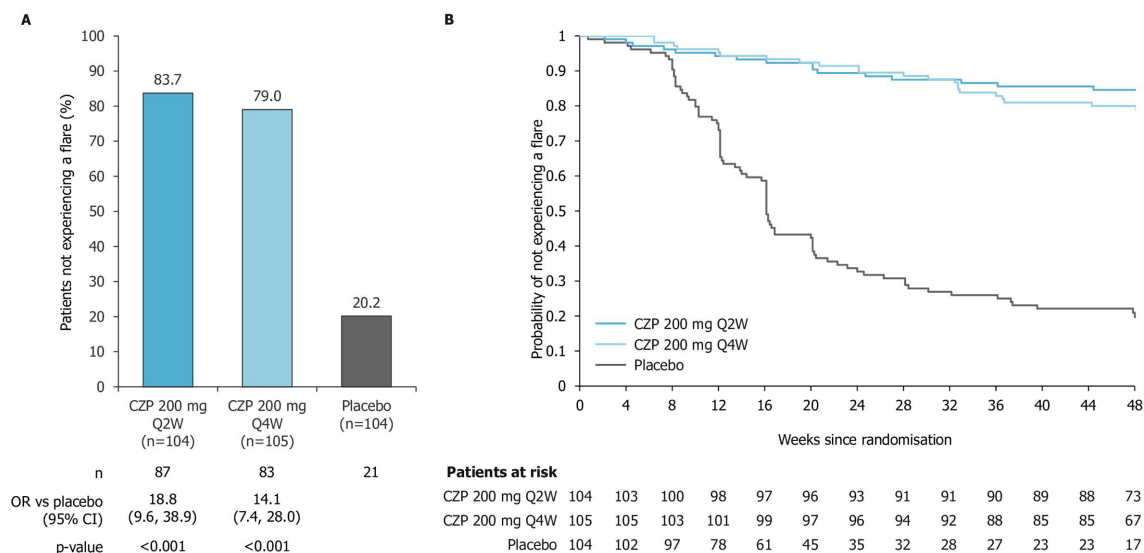 A
B
Patients not experiencing a flare (%)
100
90
80
70
60
50
40
30
20
10
0
83.7
79.0
20.2
CZP 200 mg
Q2W
(n=104)
CZP 200 mg
Q4W
(n=105)
Placebo
(n=104)
n 87 83 21
OR vs placebo
(95% CI)
18.8
(9.6, 38.9)
14.1
(7.4, 28.0)
p-value <0.001 <0.001
Probability of not experiencing a flare
1
0.9
0.8
0.7
0.6
0.5
0.4
0.3
0.2
0.1
0
CZP 200 mg Q2W
CZP 200 mg Q4W
Placebo
0 4 8 12 16 20 24 28 32 36 40 44 48
Weeks since randomisation
Patients at risk
CZP 200 mg Q2W 104 103 100 98 97 96 93 91 91 90 89 88 73
CZP 200 mg Q4W 105 105 103 101 99 97 96 94 92 88 85 85 67
Placebo 104 102 97 78 61 45 35 32 28 27 23 23 17